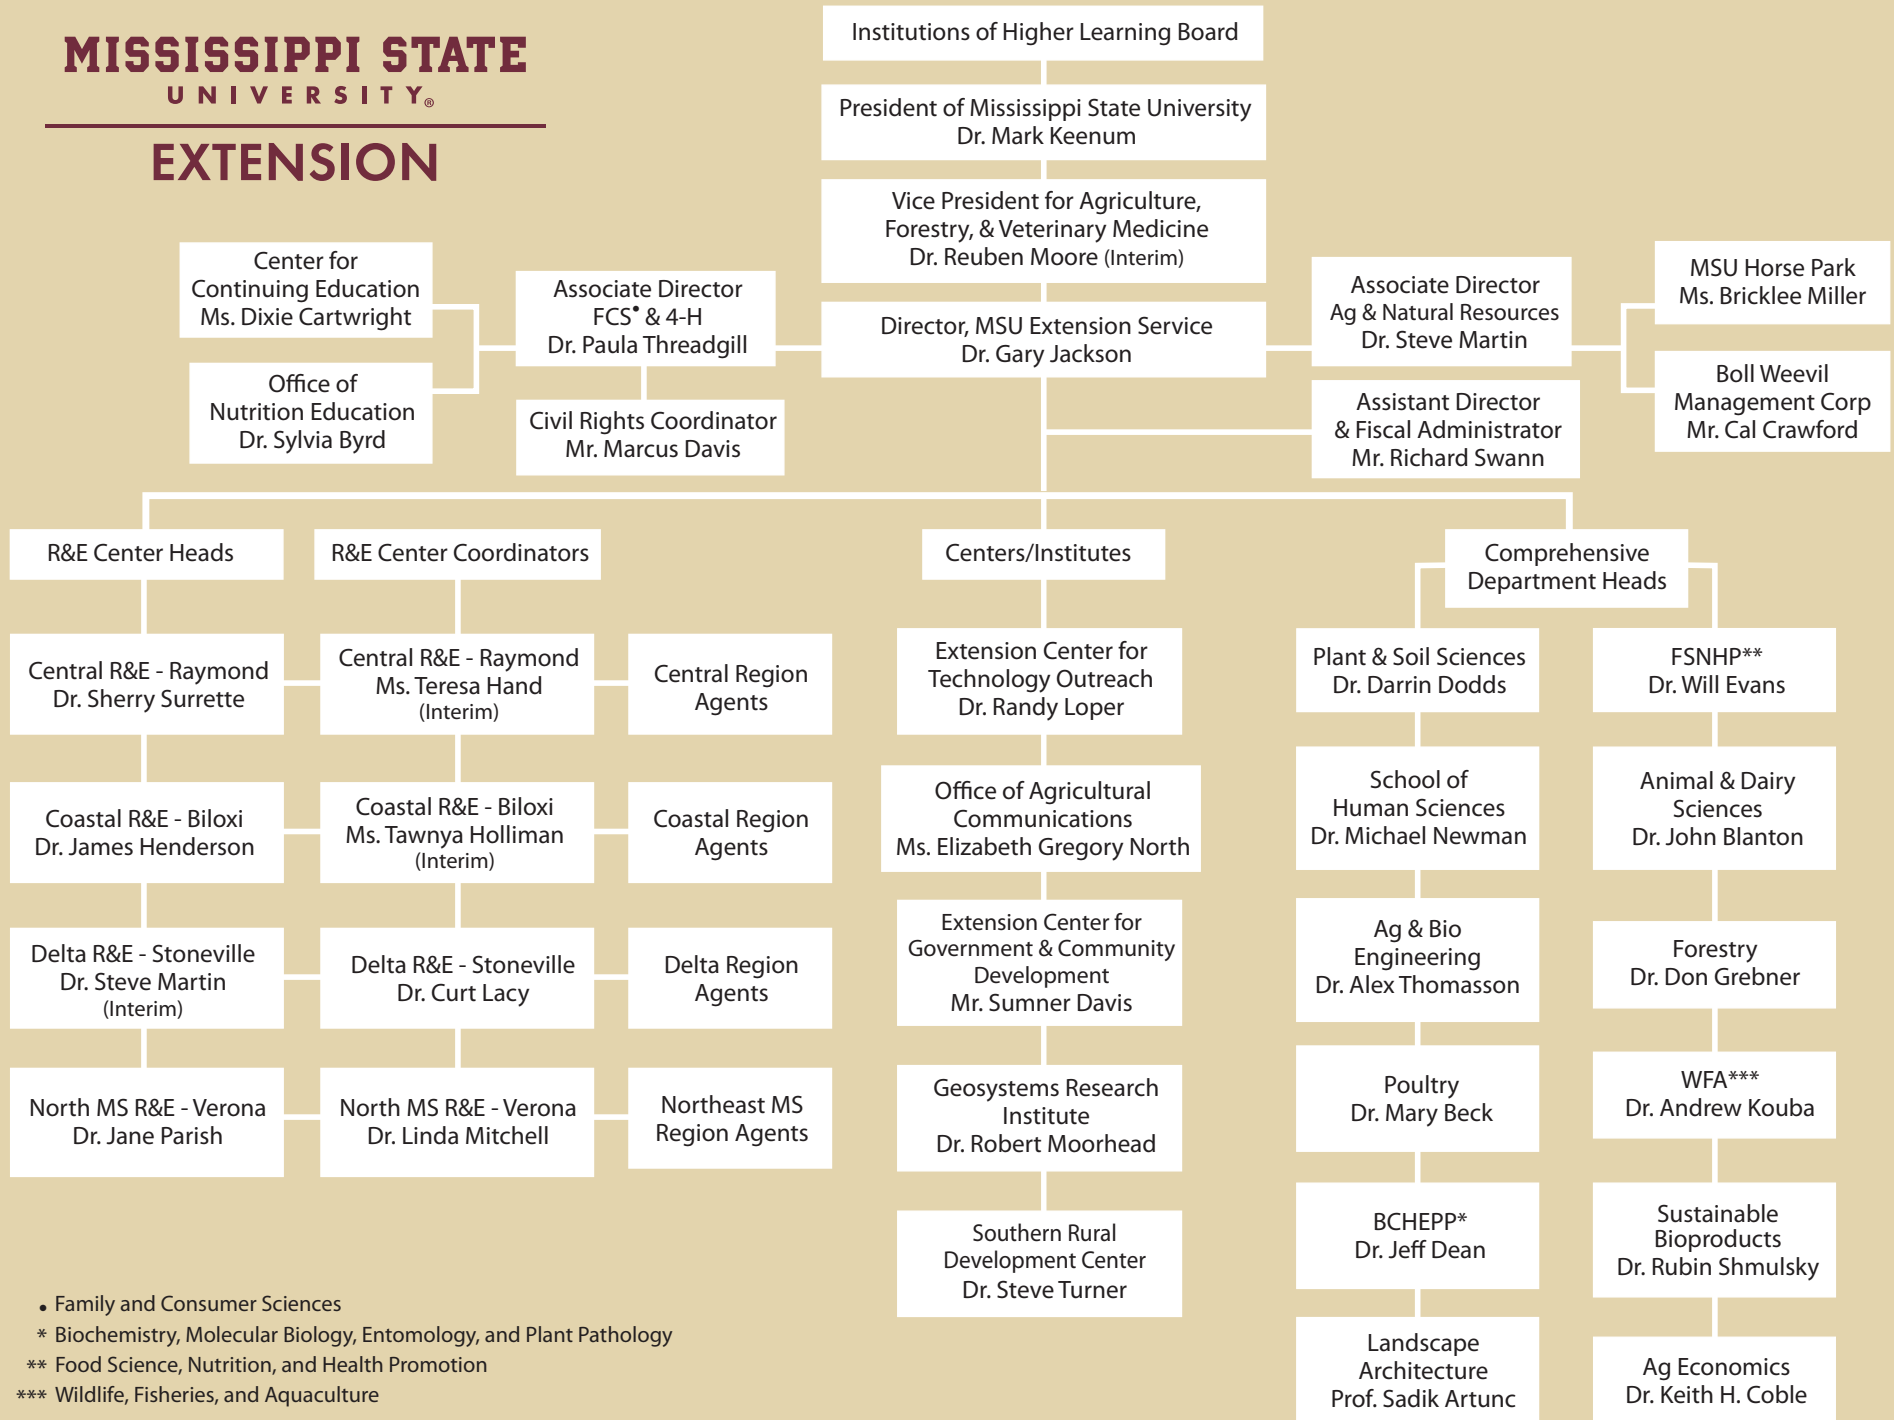 MISSISSIPPI STATE
UNIVERSITY®
EXTENSION
Institutions of Higher Learning Board
President of Mississippi State University
Dr. Mark Keenum
Vice President for Agriculture,
Forestry, & Veterinary Medicine
Dr. Reuben Moore (Interim)
Director, MSU Extension Service
Dr. Gary Jackson
Center for
Continuing Education
Ms. Dixie Cartwright
Office of
Nutrition Education
Dr. Sylvia Byrd
Associate Director
FCS• & 4-H
Dr. Paula Threadgill
Civil Rights Coordinator
Mr. Marcus Davis
Associate Director
Ag & Natural Resources
Dr. Steve Martin
Assistant Director
& Fiscal Administrator
Mr. Richard Swann
MSU Horse Park
Ms. Bricklee Miller
Boll Weevil
Management Corp
Mr. Cal Crawford
R&E Center Heads
Central R&E - Raymond
Dr. Sherry Surrette
Coastal R&E - Biloxi
Dr. James Henderson
Delta R&E - Stoneville
Dr. Steve Martin
(Interim)
North MS R&E - Verona
Dr. Jane Parish
R&E Center Coordinators
Central R&E - Raymond
Ms. Teresa Hand
(Interim)
Coastal R&E - Biloxi
Ms. Tawnya Holliman
(Interim)
Delta R&E - Stoneville
Dr. Curt Lacy
North MS R&E - Verona
Dr. Linda Mitchell
Central Region
Agents
Coastal Region
Agents
Delta Region
Agents
Northeast MS
Region Agents
Centers/Institutes
Extension Center for
Technology Outreach
Dr. Randy Loper
Office of Agricultural
Communications
Ms. Elizabeth Gregory North
Extension Center for
Government & Community
Development
Mr. Sumner Davis
Geosystems Research
Institute
Dr. Robert Moorhead
Southern Rural
Development Center
Dr. Steve Turner
Comprehensive
Department Heads
Plant & Soil Sciences
Dr. Darrin Dodds
School of
Human Sciences
Dr. Michael Newman
Ag & Bio
Engineering
Dr. Alex Thomasson
Poultry
Dr. Mary Beck
BCHEPP*
Dr. Jeff Dean
Landscape
Architecture
Prof. Sadik Artunc
FSNHP**
Dr. Will Evans
Animal & Dairy
Sciences
Dr. John Blanton
Forestry
Dr. Don Grebner
WFA***
Dr. Andrew Kouba
Sustainable
Bioproducts
Dr. Rubin Shmulsky
Ag Economics
Dr. Keith H. Coble
• Family and Consumer Sciences
* Biochemistry, Molecular Biology, Entomology, and Plant Pathology
** Food Science, Nutrition, and Health Promotion
*** Wildlife, Fisheries, and Aquaculture